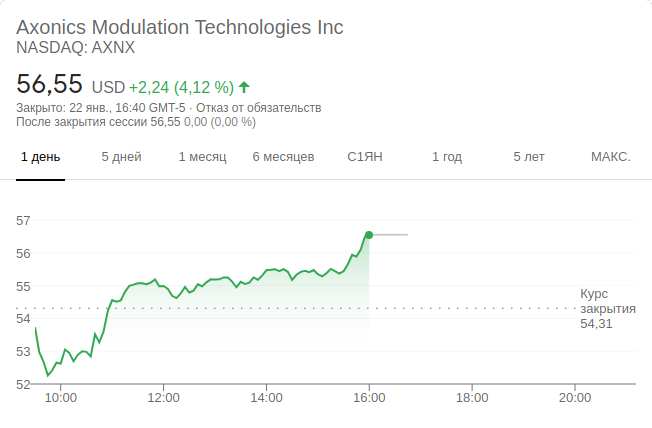 Axonics Modulation Technologies Inc
NASDAQ: AXNX
56,55 USD +2,24 (4,12 %)
Закрыто: 22 янв., 16:40 GMT-5 · Отказ от обязательств
После закрытия сессии 56,55 0,00 (0,00 %)
1 день 5 дней 1 месяц 6 месяцев С1ЯН 1 год 5 лет МАКС.
57
56
55
54
53
52
Курс
закрытия
54,31
10:00 12:00 14:00 16:00 18:00 20:00